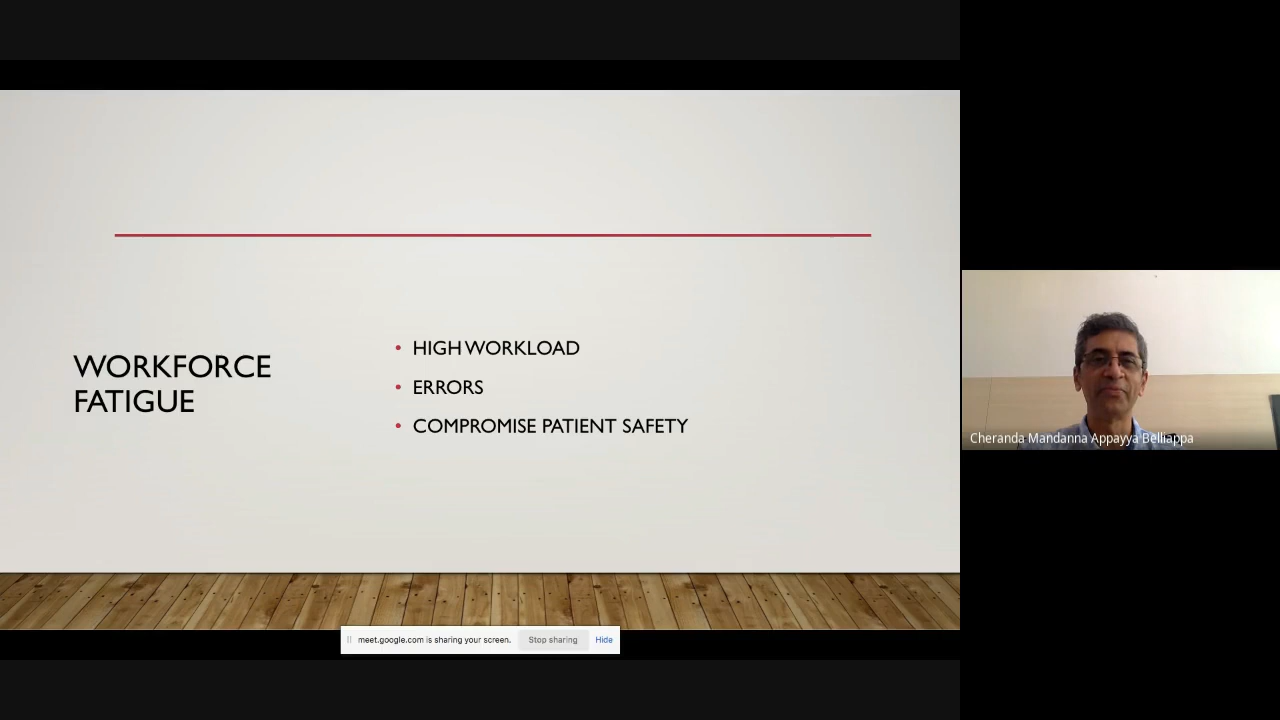 WORKFORCE
FATIGUE
• HIGH WORKLOAD
• ERRORS
• COMPROMISE PATIENT SAFETY
meet.google.com is sharing your screen. Stop sharing Hide
Cheranda Mandanna Appayya Belliappa